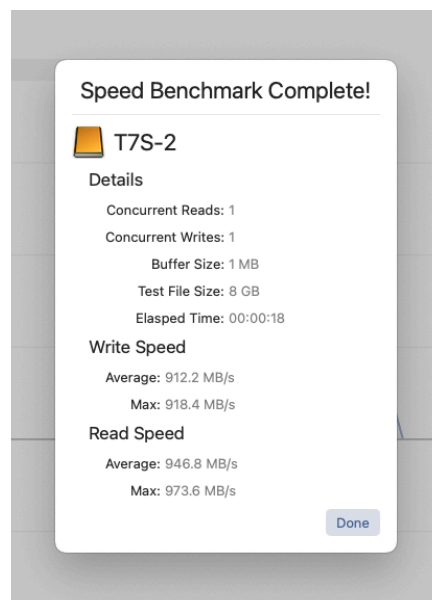 Speed Benchmark Complete!
T7S-2
Details
Concurrent Reads: 1
Concurrent Writes: 1
Buffer Size: 1 MB
Test File Size: 8 GB
Elasped Time: 00:00:18
Write Speed
Average: 912.2 MB/s
Max: 918.4 MB/s
Read Speed
Average: 946.8 MB/s
Max: 973.6 MB/s
Done